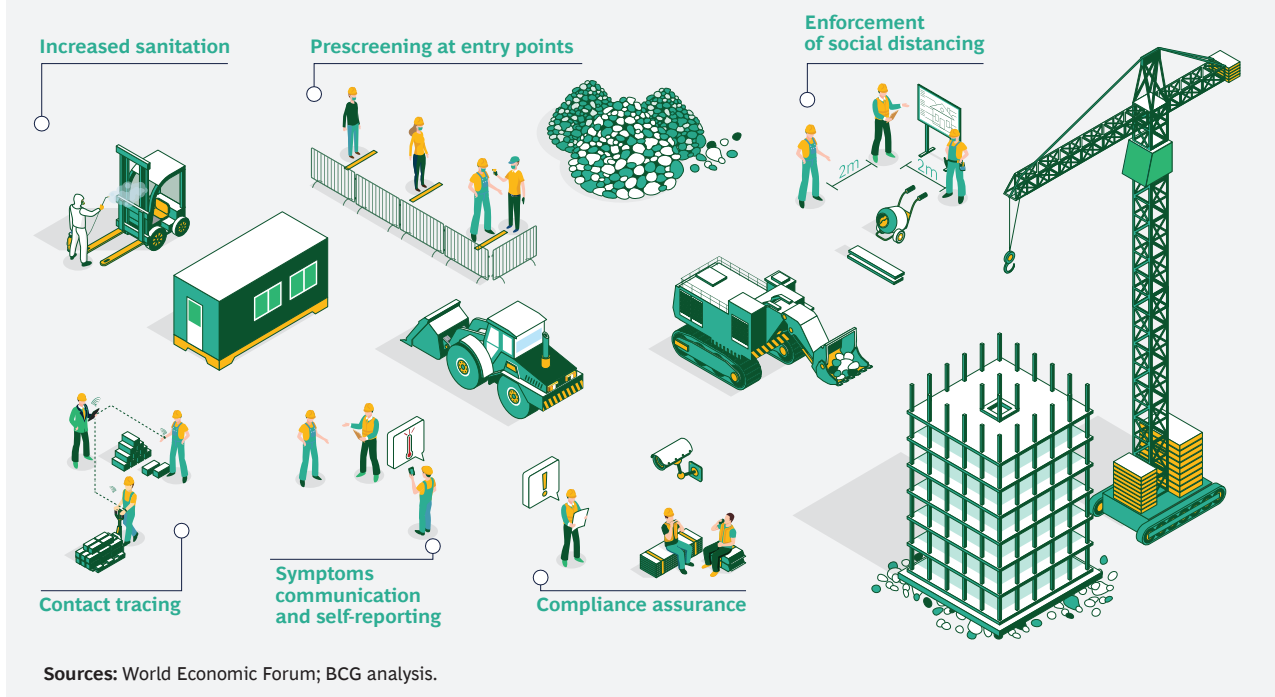 Increased sanitation
Prescreening at entry points
Enforcement
of social distancing
2m
2m
Contact tracing
Symptoms
communication
and self-reporting
Compliance assurance
Sources: World Economic Forum; BCG analysis.